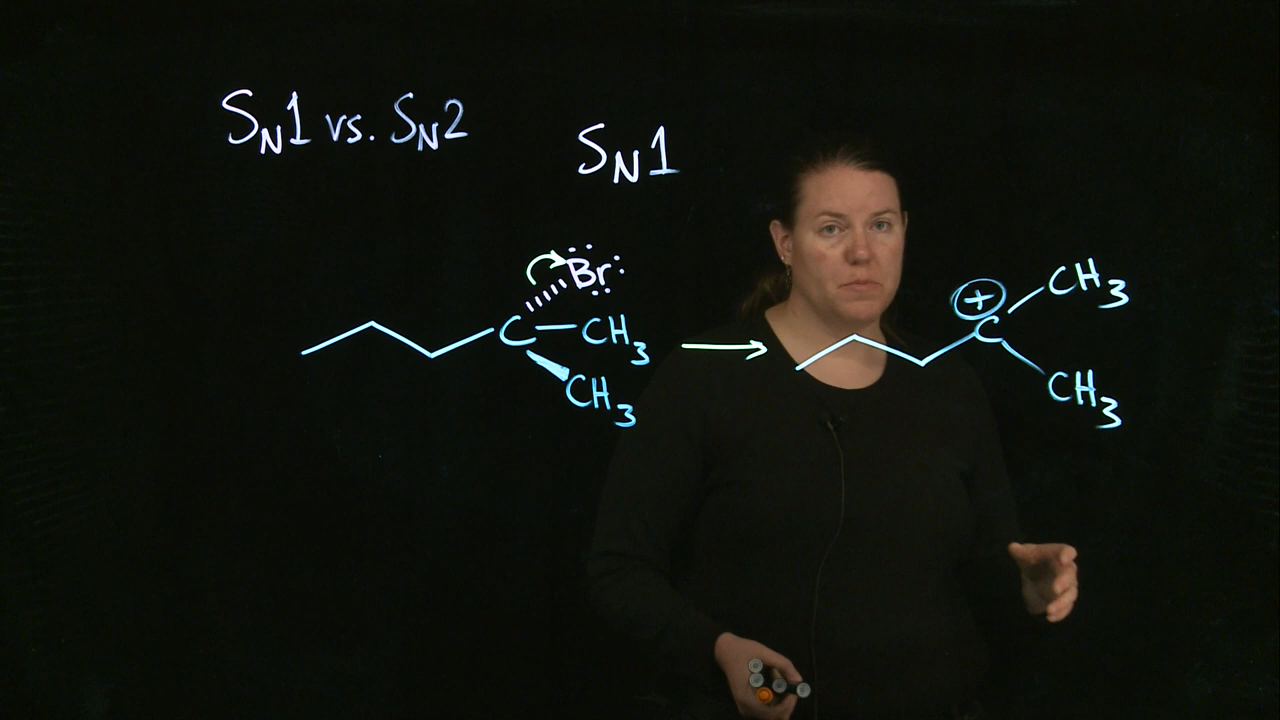 SN1 vs. SN2
SN1
:Br:
C — CH3 → C+ CH3
CH3 CH3